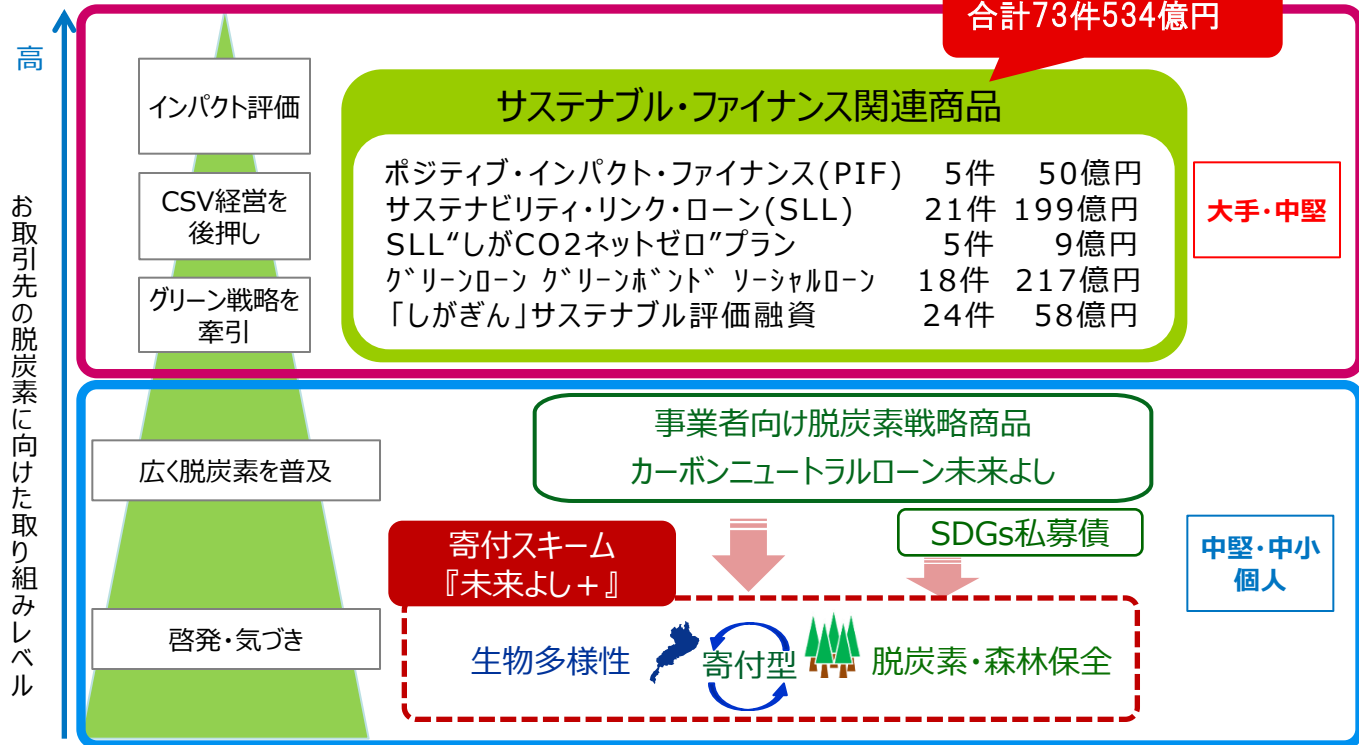 合計73件534億円
高
お取引先の脱炭素に向けた取り組みレベル
インパクト評価
CSV経営を
後押し
グリーン戦略を
牽引
サステナブル・ファイナンス関連商品
ポジティブ・インパクト・ファイナンス(PIF) 5件 50億円
サステナビリティ・リンク・ローン(SLL) 21件 199億円
SLL“しがCO2ネットゼロ”プラン 5件 9億円
ｸﾞﾘｰﾝﾛｰﾝ ｸﾞﾘｰﾝﾎﾞﾝﾄﾞ ｿｰｼｬﾙﾛｰﾝ 18件 217億円
「しがぎん」サステナブル評価融資 24件 58億円
大手・中堅
広く脱炭素を普及
啓発・気づき
事業者向け脱炭素戦略商品
カーボンニュートラルローン未来よし
SDGs私募債
寄付スキーム
『未来よし＋』
生物多様性
寄付型
脱炭素・森林保全
中堅・中小
個人